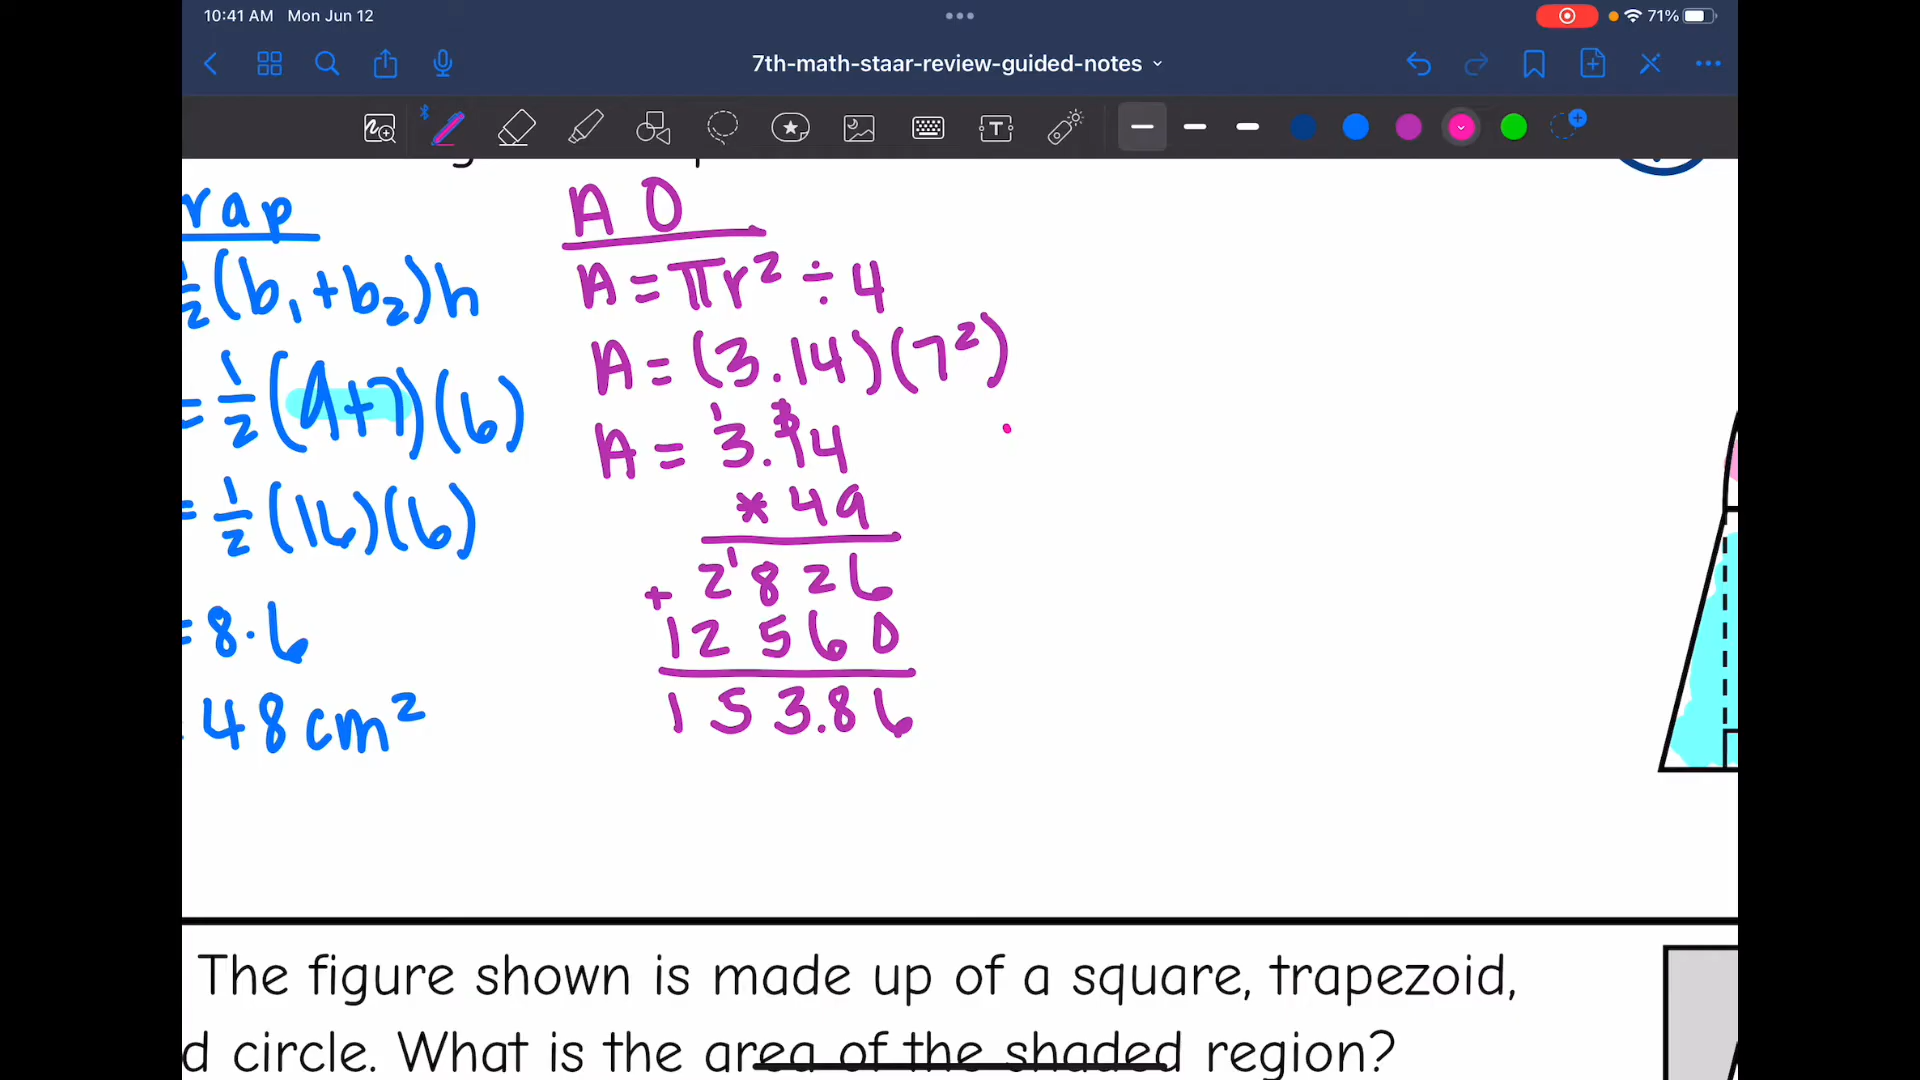 10:41 AM Mon Jun 12
71%
7th-math-staar-review-guided-notes
T
rap
½(b₁+b₂)h
= ½(9+7)(6)
= ½(16)(6)
= 8·6
48cm²
A O
A = πr² ÷ 4
A = (3.14)(7²)
A = 3.14
* 49
2826
+ 12560
153.86
The figure shown is made up of a square, trapezoid,
d circle. What is the area of the shaded region?